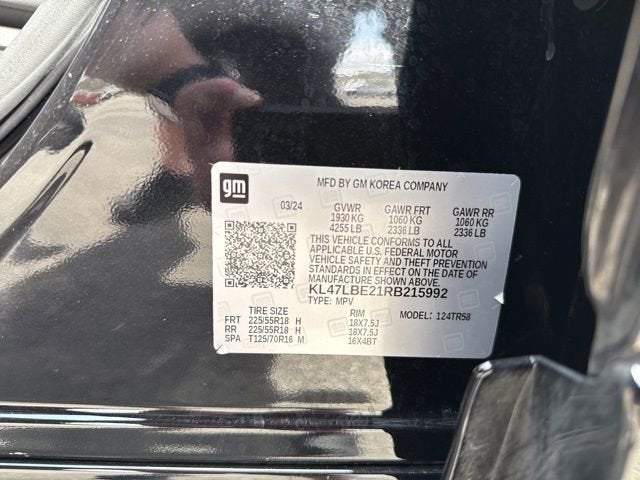 gm
MFD BY GM KOREA COMPANY
03/24 GVWR GAWR FRT GAWR RR
1930 KG 1060 KG 1060 KG
4255 LB 2336 LB 2336 LB
THIS VEHICLE CONFORMS TO ALL
APPLICABLE U.S. FEDERAL MOTOR
VEHICLE SAFETY AND THEFT PREVENTION
STANDARDS IN EFFECT ON THE DATE OF
MANUFACTURE SHOWN ABOVE.
KL47LBE21RB215992
TYPE: MPV
TIRE SIZE RIM MODEL: 124TR58
FRT 225/55R18 H 18X7.5J
RR 225/55R18 H 18X7.5J
SPA T125/70R16 M 16X4BT